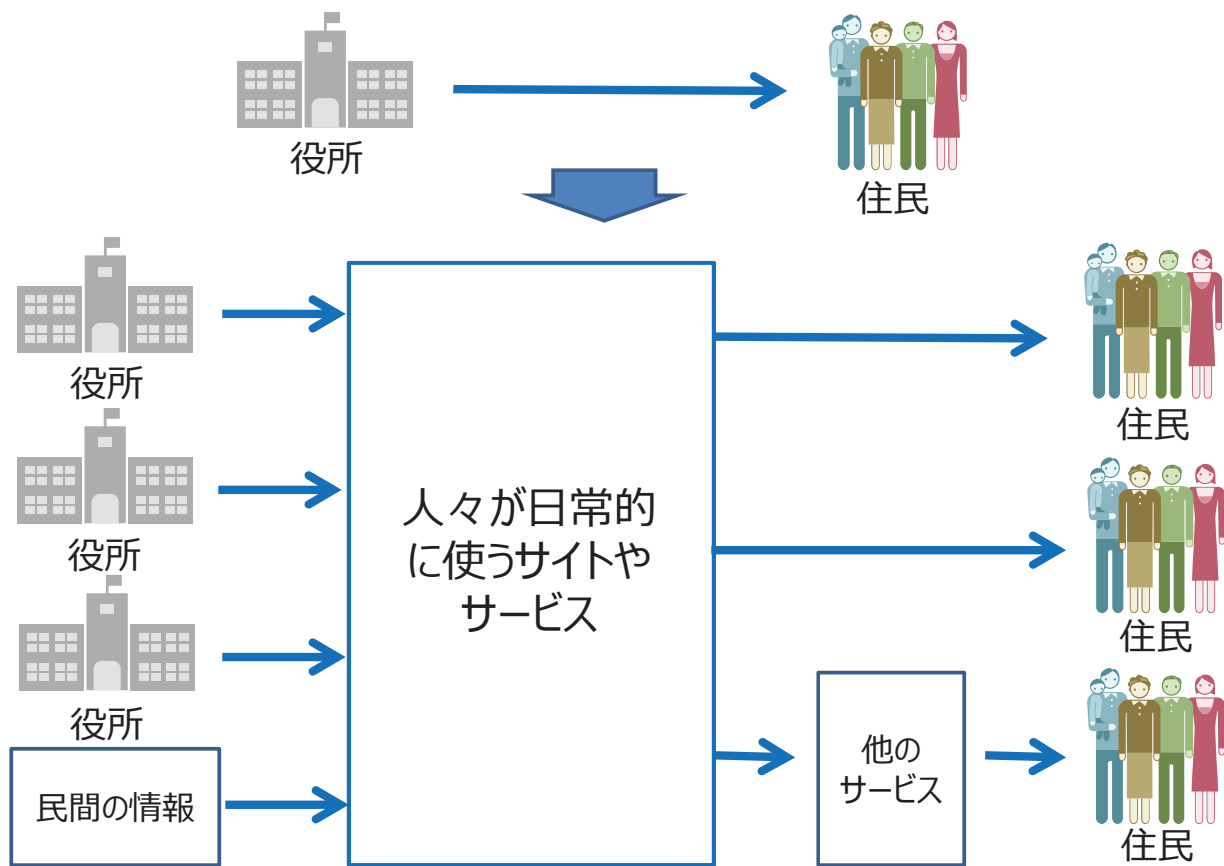 役所
住民
役所
住民
役所
人々が日常的
に使うサイトや
サービス
住民
役所
民間の情報
他の
サービス
住民